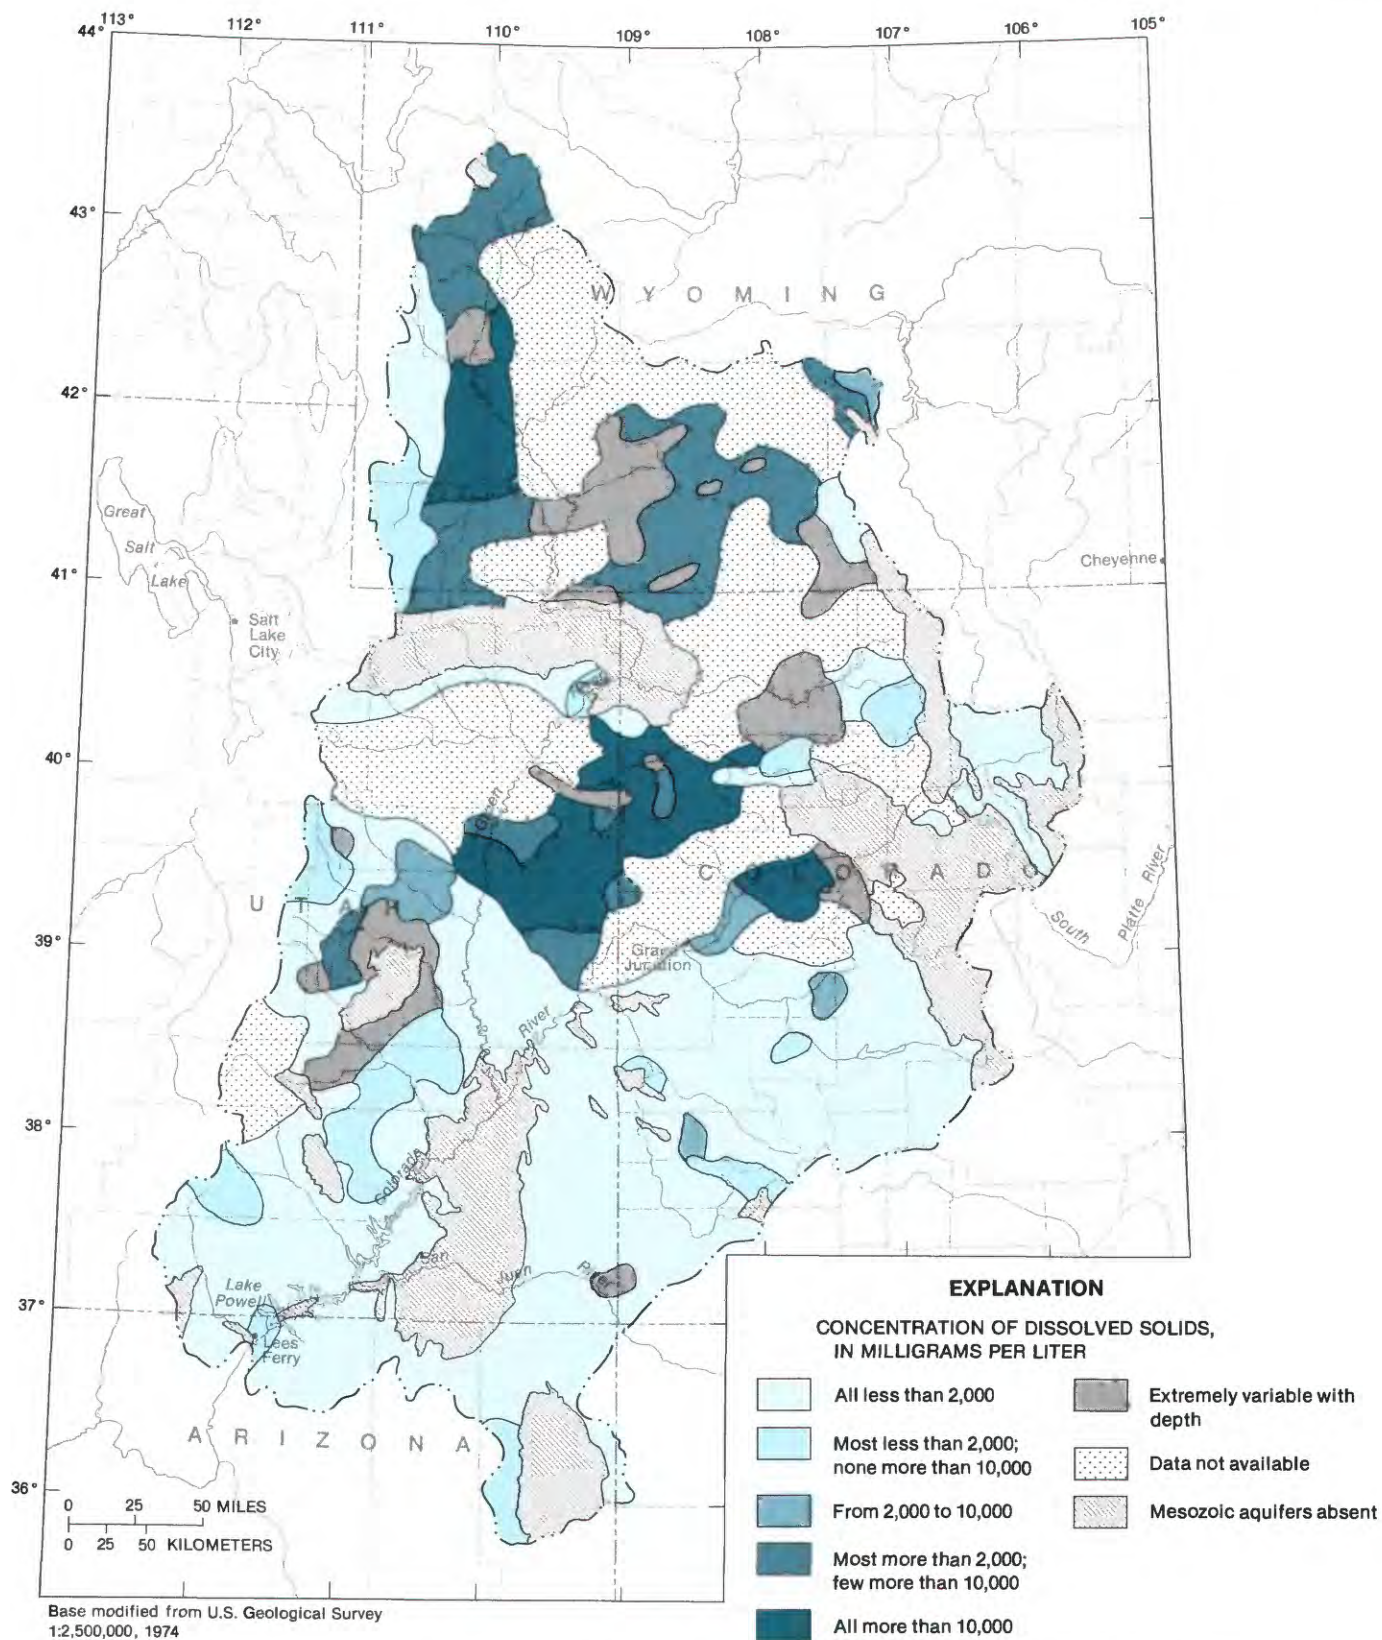 113°
112°
111°
110°
109°
108°
107°
106°
105°
44°
43°
W Y O M I N G
42°
Great
Salt
Lake
41°
Cheyenne
Salt
Lake
City
40°
Green
C O L O R A D O
U T A H
South
Platte River
39°
Grand
Junction
River
38°
Colorado
San
Juan
River
Lake
Powell
37°
Lees
Ferry
A R I Z O N A
36°
0 25 50 MILES
0 25 50 KILOMETERS
Base modified from U.S. Geological Survey
1:2,500,000, 1974
EXPLANATION
CONCENTRATION OF DISSOLVED SOLIDS,
IN MILLIGRAMS PER LITER
All less than 2,000
Most less than 2,000;
none more than 10,000
From 2,000 to 10,000
Most more than 2,000;
few more than 10,000
All more than 10,000
Extremely variable with
depth
Data not available
Mesozoic aquifers absent